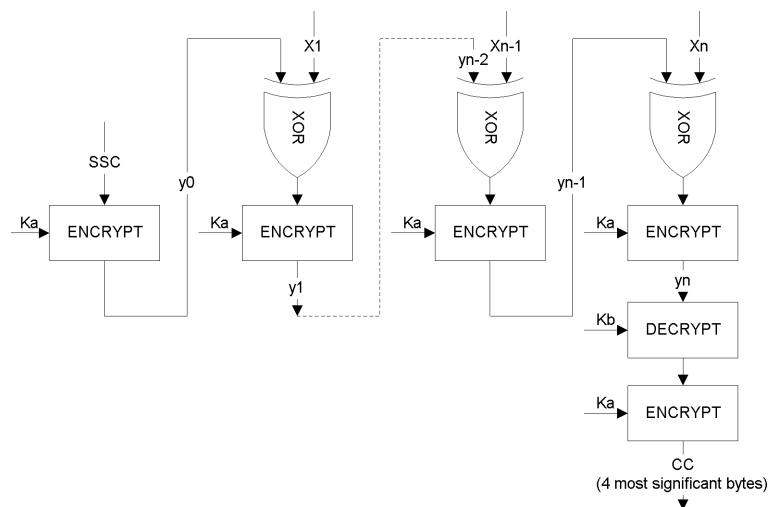 X1
Xn-1
Xn
yn-2
XOR
XOR
XOR
SSC
y0
yn-1
Ka
ENCRYPT
Ka
ENCRYPT
Ka
ENCRYPT
Ka
ENCRYPT
y1
yn
Kb
DECRYPT
Ka
ENCRYPT
CC
(4 most significant bytes)